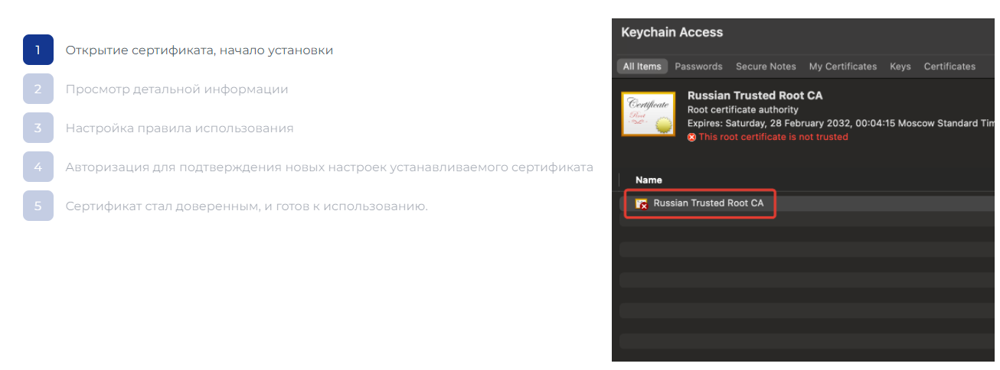 1 Открытие сертификата, начало установки
2 Просмотр детальной информации
3 Настройка правила использования
4 Авторизация для подтверждения новых настроек устанавливаемого сертификата
5 Сертификат стал доверенным, и готов к использованию.
Keychain Access
All Items Passwords Secure Notes My Certificates Keys Certificates
Certificate
Root
Russian Trusted Root CA
Root certificate authority
Expires: Saturday, 28 February 2032, 00:04:15 Moscow Standard Tim
This root certificate is not trusted
Name
Russian Trusted Root CA